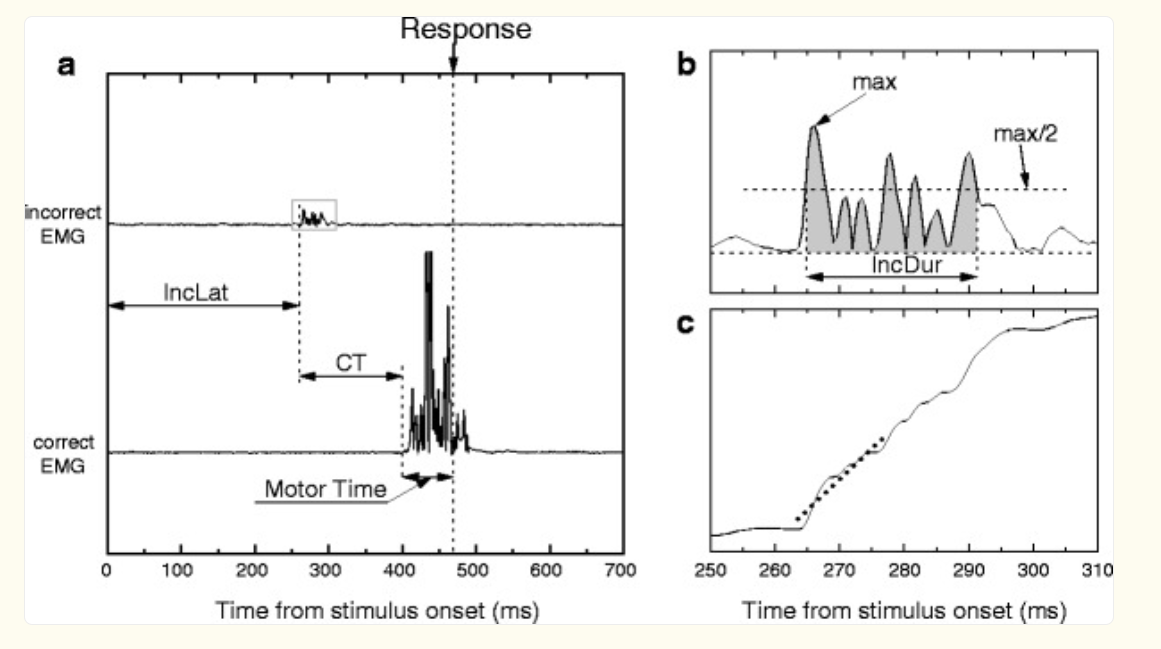 Response
a
incorrect
EMG
IncLat
CT
correct
EMG
Motor Time
0 100 200 300 400 500 600 700
Time from stimulus onset (ms)
b
max
max/2
IncDur
c
250 260 270 280 290 300 310
Time from stimulus onset (ms)